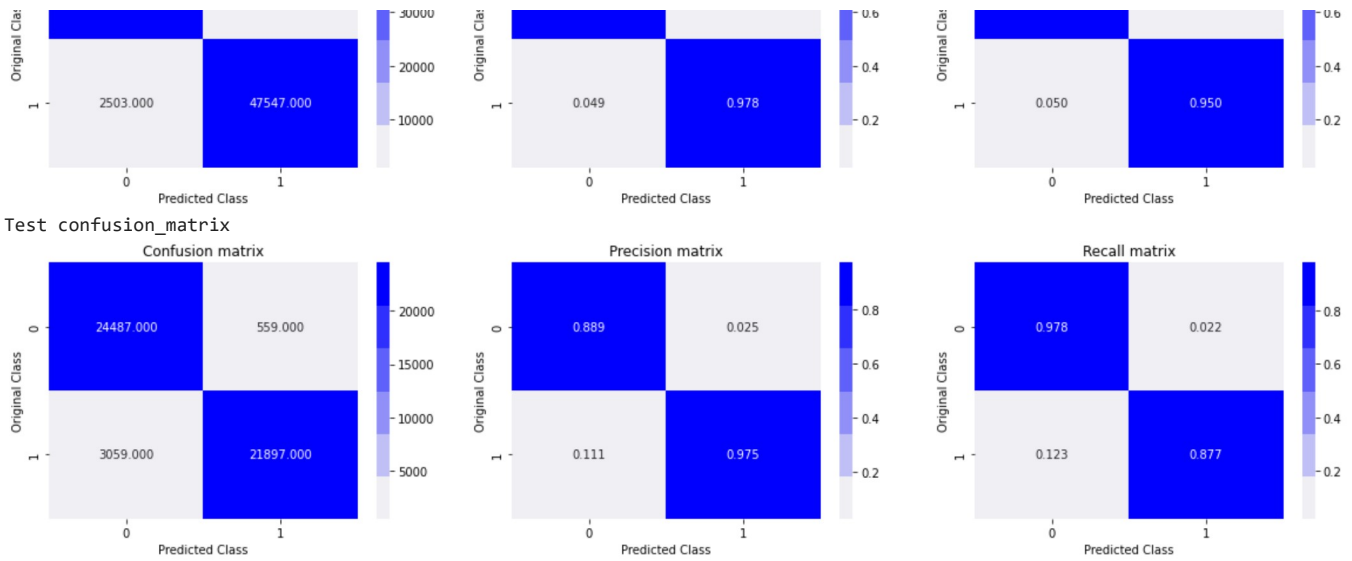 30000 0.6 0.6
Original Clas Original Clas Original Clas
20000 0.4 0.4
1 2503.000 47547.000 1 0.049 0.978 1 0.050 0.950
10000 0.2 0.2
0 1 0 1 0 1
Predicted Class Predicted Class Predicted Class
Test confusion_matrix
Confusion matrix Precision matrix Recall matrix
20000 0.8 0.8
0 24487.000 559.000 0 0.889 0.025 0 0.978 0.022
15000 0.6 0.6
Original Class Original Class Original Class
10000 0.4 0.4
1 3059.000 21897.000 1 0.111 0.975 1 0.123 0.877
5000 0.2 0.2
0 1 0 1 0 1
Predicted Class Predicted Class Predicted Class